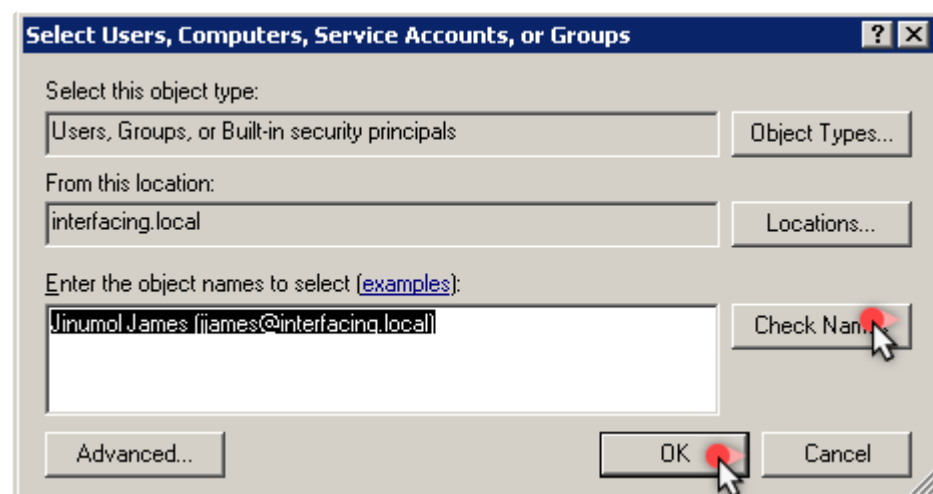 Select Users, Computers, Service Accounts, or Groups
Select this object type:
Users, Groups, or Built-in security principals
Object Types...
From this location:
interfacing.local
Locations...
Enter the object names to select (examples):
Jinumol James (jjames@interfacing.local)
Check Nam
Advanced...
OK
Cancel